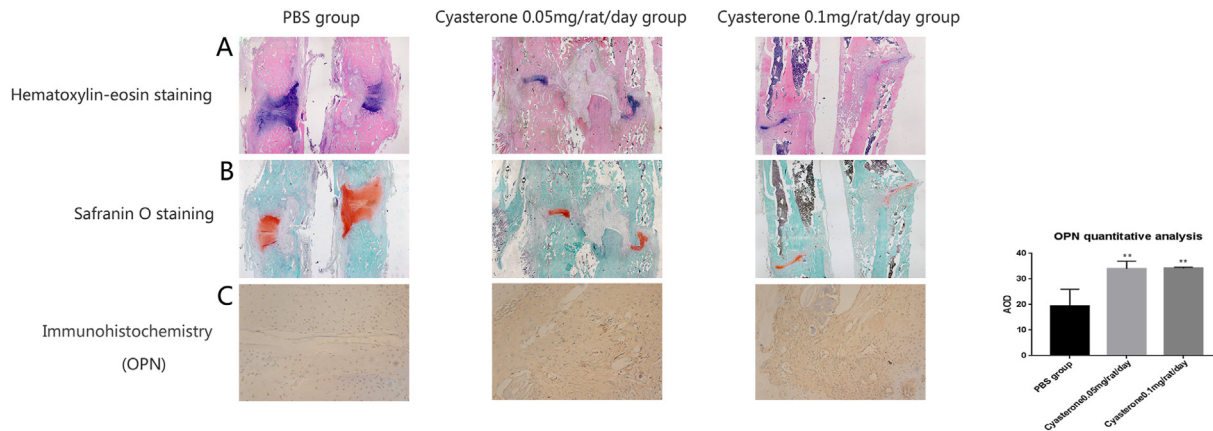 PBS group
Cyasterone 0.05mg/rat/day group
Cyasterone 0.1mg/rat/day group
A
Hematoxylin-eosin staining
B
Safranin O staining
C
Immunohistochemistry
(OPN)
OPN quantitative analysis
AOD
40
30
20
10
0
**
**
PBS group
Cyasterone0.05mg/rat/day
Cyasterone0.1mg/rat/day